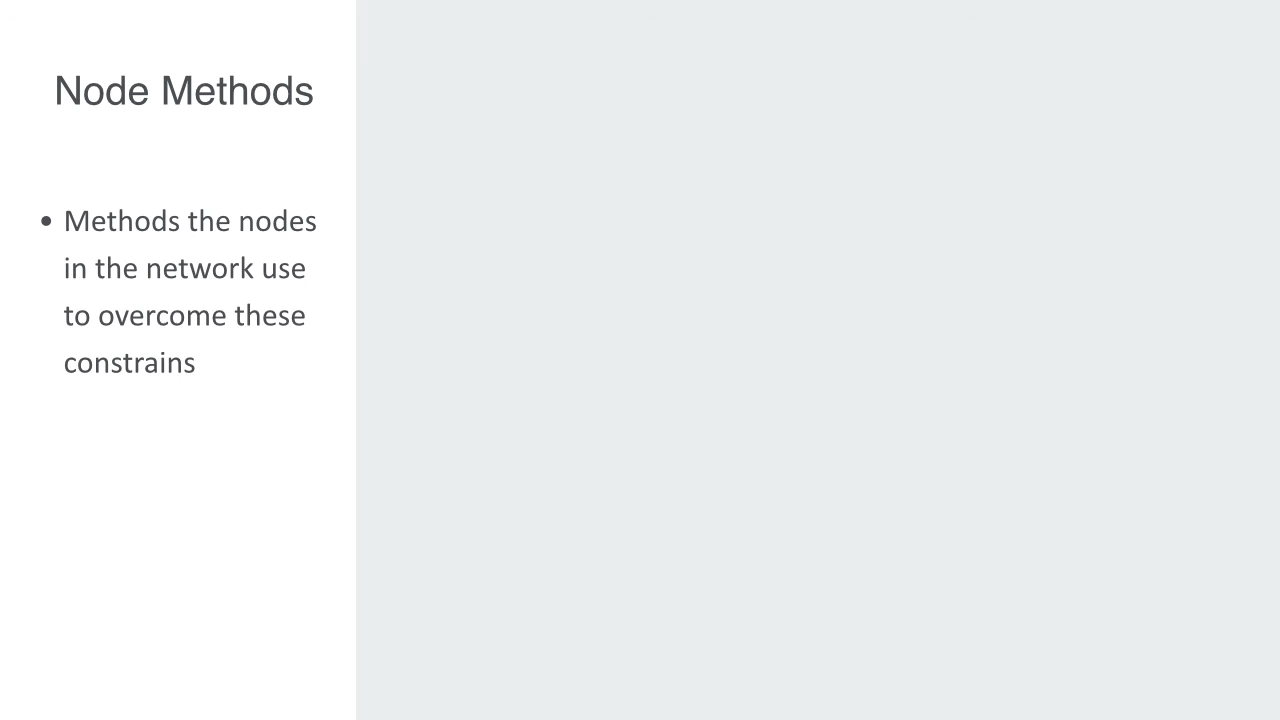 Node Methods
• Methods the nodes
in the network use
to overcome these
constrains